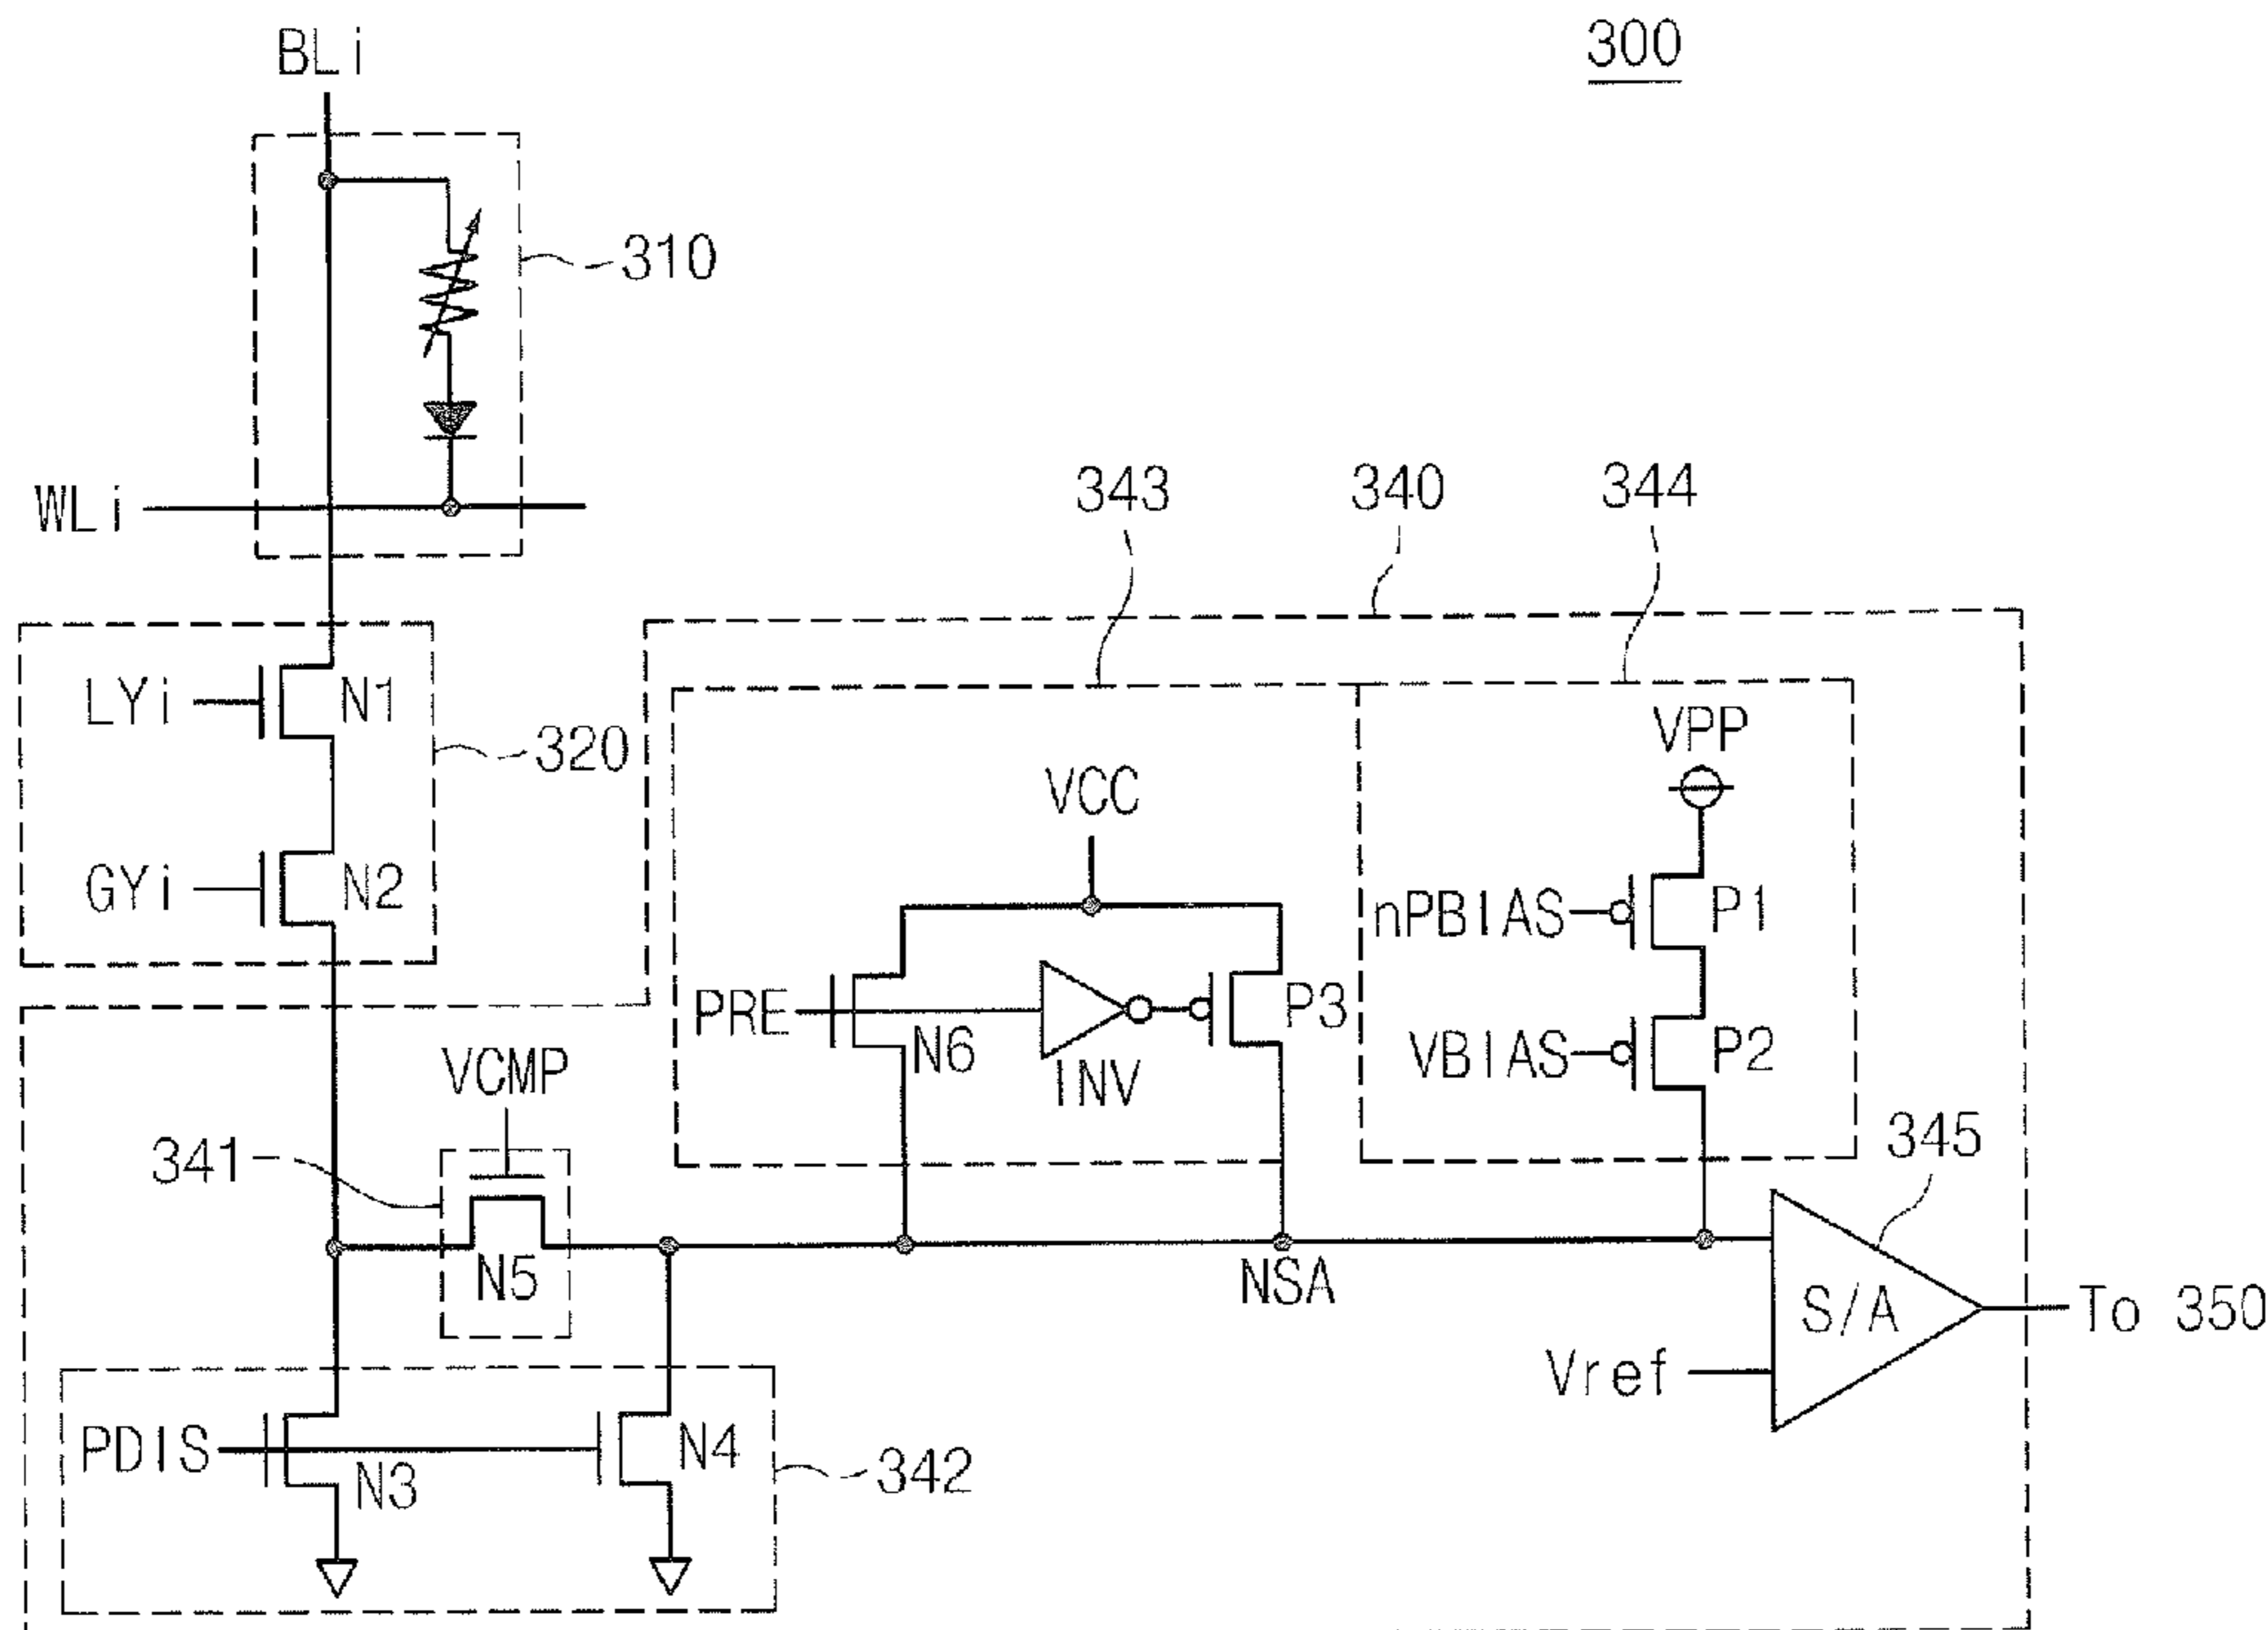 BLi
300
310
WLi
343
340
344
LYi
N1
320
VPP
VCC
GYi
N2
nPBIAS
P1
PRE
N6
INV
P3
VBIAS
P2
VCMP
341
345
N5
NSA
S/A
To 350
Vref
PDIS
N3
N4
342